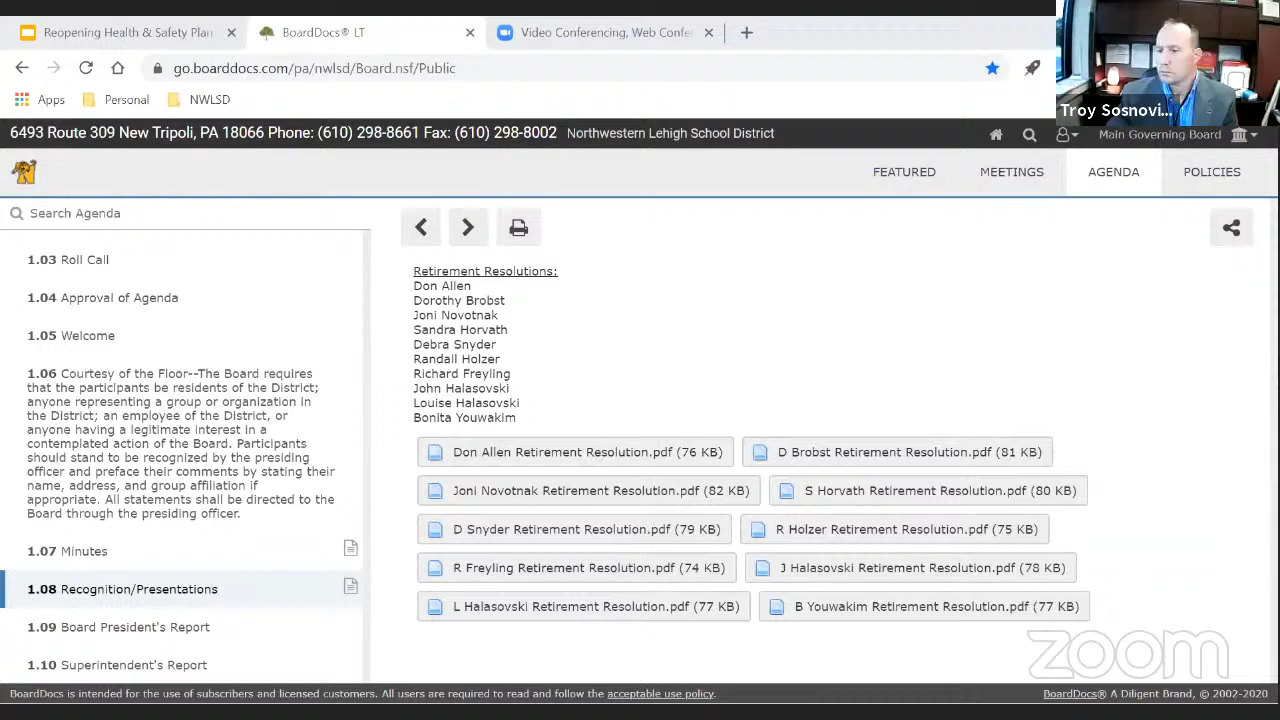 Reopening Health & Safety Plan
BoardDocs® LT
Video Conferencing, Web Confe
go.boarddocs.com/pa/nwlsd/Board.nsf/Public
Apps Personal NWLSD
Troy Sosnovi...
6493 Route 309 New Tripoli, PA 18066 Phone: (610) 298-8661 Fax: (610) 298-8002 Northwestern Lehigh School District
Main Governing Board
FEATURED MEETINGS AGENDA POLICIES
Search Agenda
1.03 Roll Call
1.04 Approval of Agenda
1.05 Welcome
1.06 Courtesy of the Floor--The Board requires
that the participants be residents of the District;
anyone representing a group or organization in
the District; an employee of the District, or
anyone having a legitimate interest in a
contemplated action of the Board. Participants
should stand to be recognized by the presiding
officer and preface their comments by stating their
name, address, and group affiliation if
appropriate. All statements shall be directed to the
Board through the presiding officer.
1.07 Minutes
1.08 Recognition/Presentations
1.09 Board President's Report
1.10 Superintendent's Report
Retirement Resolutions:
Don Allen
Dorothy Brobst
Joni Novotnak
Sandra Horvath
Debra Snyder
Randall Holzer
Richard Freyling
John Halasovski
Louise Halasovski
Bonita Youwakim
Don Allen Retirement Resolution.pdf (76 KB) D Brobst Retirement Resolution.pdf (81 KB)
Joni Novotnak Retirement Resolution.pdf (82 KB) S Horvath Retirement Resolution.pdf (80 KB)
D Snyder Retirement Resolution.pdf (79 KB) R Holzer Retirement Resolution.pdf (75 KB)
R Freyling Retirement Resolution.pdf (74 KB) J Halasovski Retirement Resolution.pdf (78 KB)
L Halasovski Retirement Resolution.pdf (77 KB) B Youwakim Retirement Resolution.pdf (77 KB)
zoom
BoardDocs is intended for the use of subscribers and licensed customers. All users are required to read and follow the acceptable use policy.
BoardDocs® A Diligent Brand, © 2002-2020